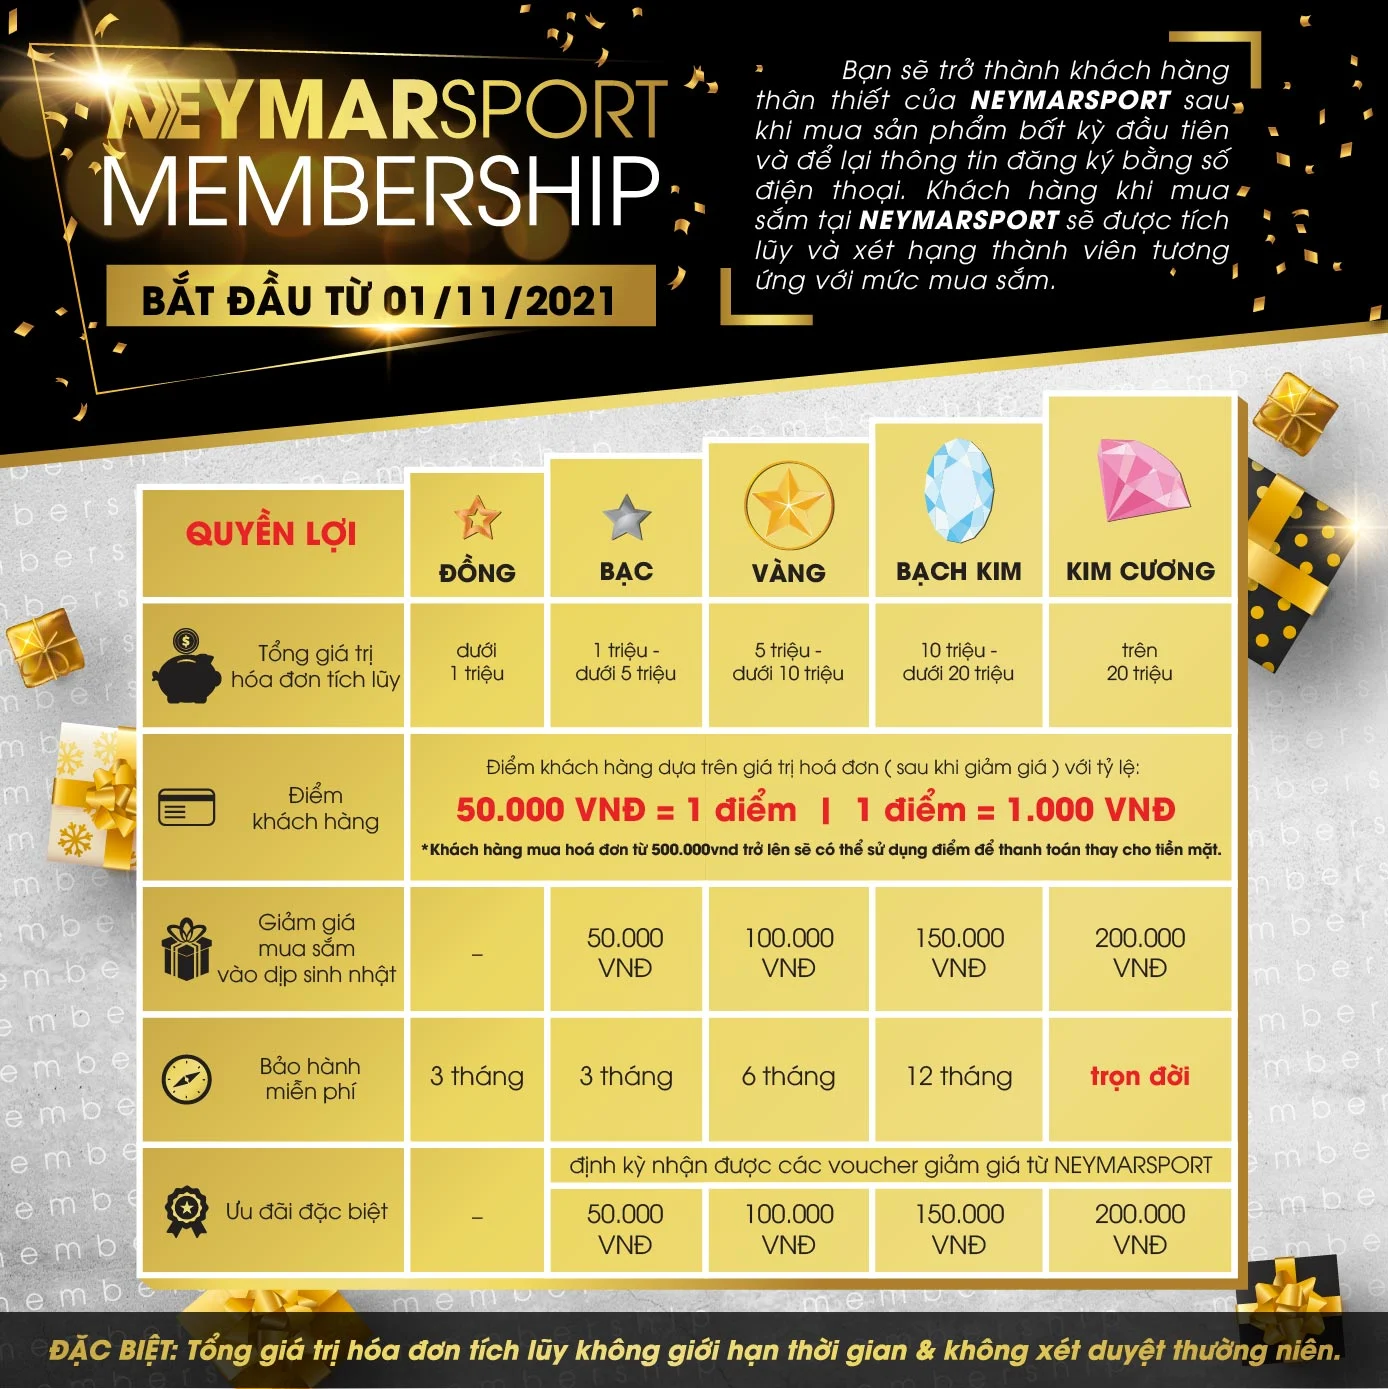 NEYMARSPORT
MEMBERSHIP
BẮT ĐẦU TỪ 01/11/2021
Bạn sẽ trở thành khách hàng
thân thiết của NEYMARSPORT sau
khi mua sản phẩm bất kỳ đầu tiên
và để lại thông tin đăng ký bằng số
điện thoại. Khách hàng khi mua
sắm tại NEYMARSPORT sẽ được tích
lũy và xét hạng thành viên tương
ứng với mức mua sắm.
QUYỀN LỢI
ĐỒNG
BẠC
VÀNG
BẠCH KIM
KIM CƯƠNG
Tổng giá trị
hóa đơn tích lũy
dưới
1 triệu
1 triệu -
dưới 5 triệu
5 triệu -
dưới 10 triệu
10 triệu -
dưới 20 triệu
trên
20 triệu
Điểm
khách hàng
Điểm khách hàng dựa trên giá trị hoá đơn ( sau khi giảm giá ) với tỷ lệ:
50.000 VNĐ = 1 điểm | 1 điểm = 1.000 VNĐ
*Khách hàng mua hoá đơn từ 500.000vnd trở lên sẽ có thể sử dụng điểm để thanh toán thay cho tiền mặt.
Giảm giá
mua sắm
vào dịp sinh nhật
–
50.000
VNĐ
100.000
VNĐ
150.000
VNĐ
200.000
VNĐ
Bảo hành
miễn phí
3 tháng
3 tháng
6 tháng
12 tháng
trọn đời
Ưu đãi đặc biệt
–
định kỳ nhận được các voucher giảm giá từ NEYMARSPORT
50.000
VNĐ
100.000
VNĐ
150.000
VNĐ
200.000
VNĐ
ĐẶC BIỆT: Tổng giá trị hóa đơn tích lũy không giới hạn thời gian & không xét duyệt thường niên.